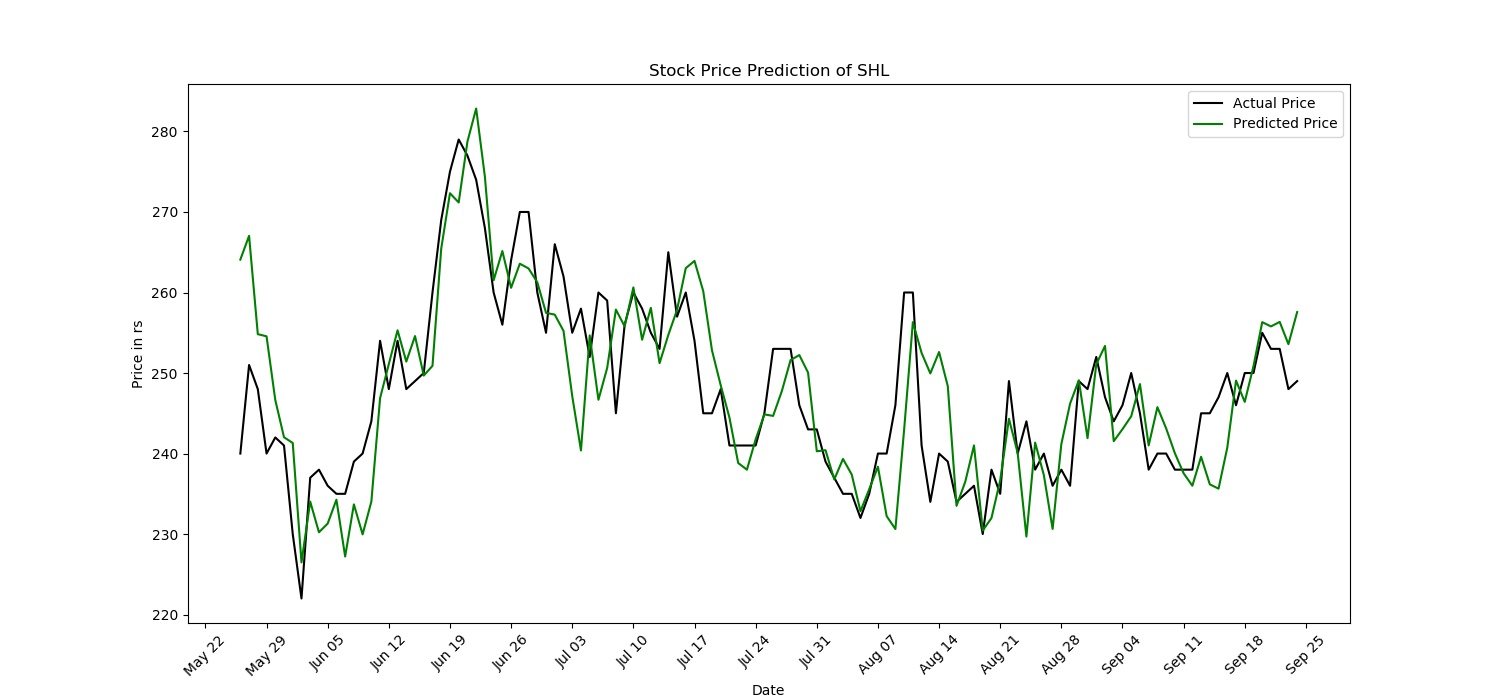 Stock Price Prediction of SHL
Actual Price
Predicted Price
280
270
260
250
240
230
220
Price in rs
May 22
May 29
Jun 05
Jun 12
Jun 19
Jun 26
Jul 03
Jul 10
Jul 17
Jul 24
Jul 31
Aug 07
Aug 14
Aug 21
Aug 28
Sep 04
Sep 11
Sep 18
Sep 25
Date